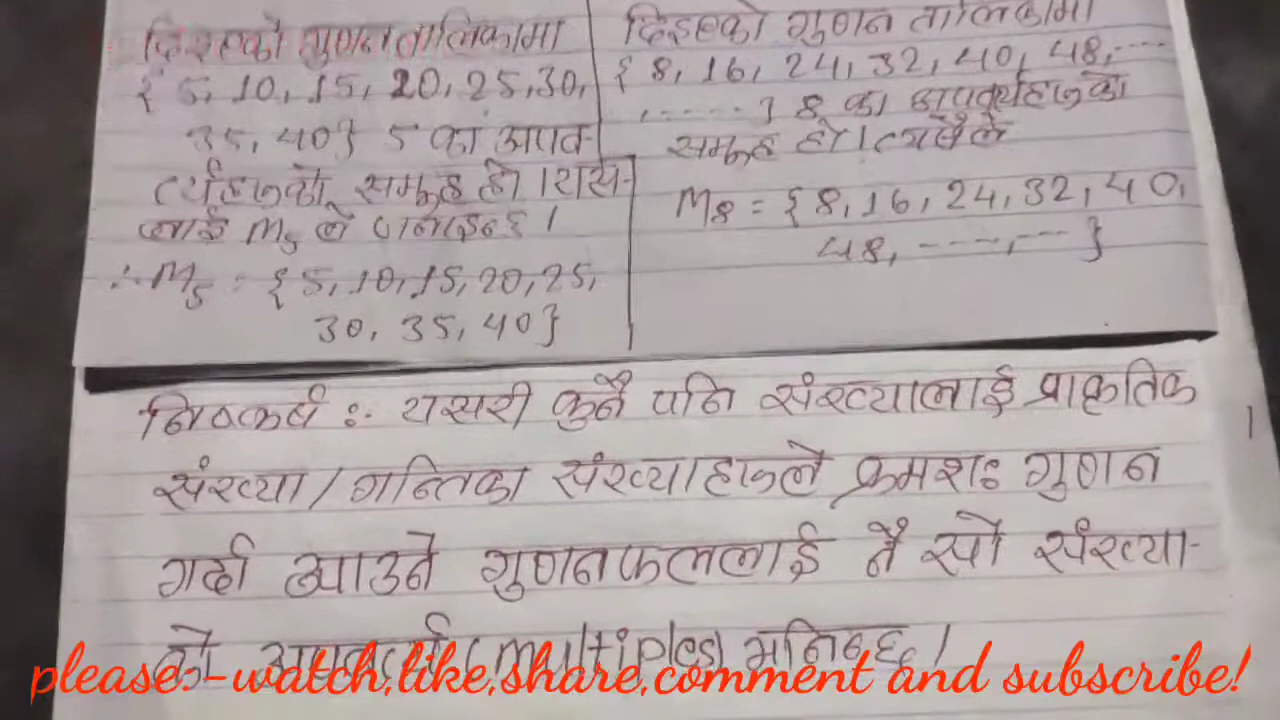 दिइएको गुणन तालिकामा
{ 5, 10, 15, 20, 25, 30,
35, 40} 5 का अपव-
र्त्यहरूको समूह हो । यस-
लाई M5 ले जनाइन्छ ।
∴ M5 = { 5, 10, 15, 20, 25,
30, 35, 40}
दिइएको गुणन तालिकामा
{ 8, 16, 24, 32, 40, 48, ----
, ----- } 8 का अपवर्त्यहरूको
समूह हो । त्यसैले
M8 = { 8, 16, 24, 32, 40,
48, ----, --- }
निष्कर्ष :- यसरी कुनै पनि संख्यालाई प्राकृतिक
संख्या / गन्तिका संख्याहरूले क्रमशः गुणन
गर्दा आउने गुणनफललाई नै सो संख्या-
को अपवर्त्य (multiples) भनिन्छ ।
please :-watch,like,share,comment and subscribe!